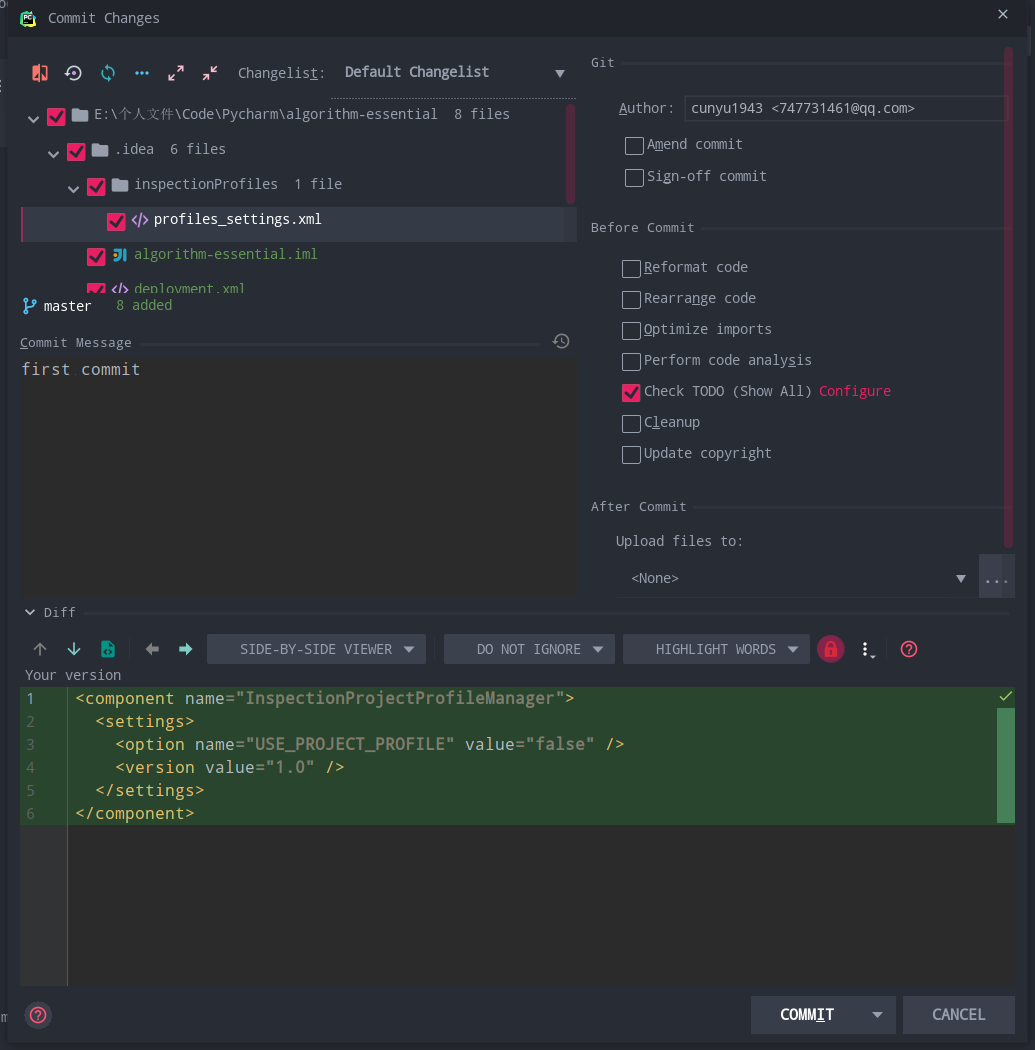 Commit Changes
Changelist: Default Changelist
E:\个人文件\Code\Pycharm\algorithm-essential 8 files
.idea 6 files
inspectionProfiles 1 file
profiles_settings.xml
algorithm-essential.iml
deployment.xml
master 8 added
Commit Message
first commit
Git
Author: cunyu1943 <747731461@qq.com>
Amend commit
Sign-off commit
Before Commit
Reformat code
Rearrange code
Optimize imports
Perform code analysis
Check TODO (Show All) Configure
Cleanup
Update copyright
After Commit
Upload files to:
<None>
...
Diff
SIDE-BY-SIDE VIEWER DO NOT IGNORE HIGHLIGHT WORDS
Your version
1 <component name="InspectionProjectProfileManager">
2 <settings>
3 <option name="USE_PROJECT_PROFILE" value="false" />
4 <version value="1.0" />
5 </settings>
6 </component>
COMMIT CANCEL